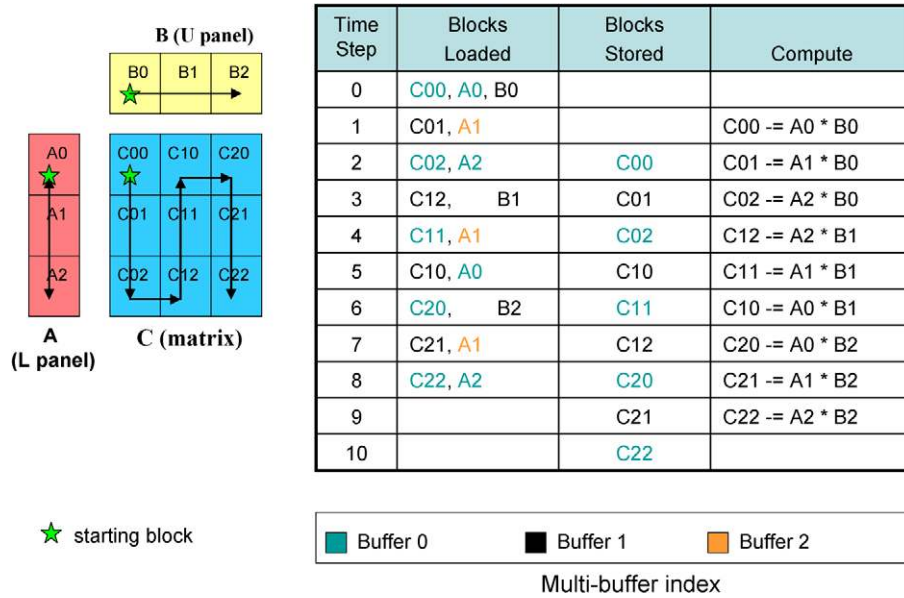 B (U panel)
B0 B1 B2
A0
A1
A2
A
(L panel)
C00 C10 C20
C01 C11 C21
C02 C12 C22
C (matrix)
starting block
Time Step Blocks Loaded Blocks Stored Compute
0 C00, A0, B0
1 C01, A1 C00 -= A0 * B0
2 C02, A2 C00 C01 -= A1 * B0
3 C12, B1 C01 C02 -= A2 * B0
4 C11, A1 C02 C12 -= A2 * B1
5 C10, A0 C10 C11 -= A1 * B1
6 C20, B2 C11 C10 -= A0 * B1
7 C21, A1 C12 C20 -= A0 * B2
8 C22, A2 C20 C21 -= A1 * B2
9 C21 C22 -= A2 * B2
10 C22
Buffer 0 Buffer 1 Buffer 2
Multi-buffer index